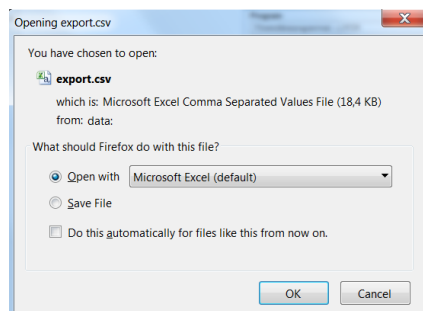 Opening export.csv
You have chosen to open:
export.csv
which is: Microsoft Excel Comma Separated Values File (18,4 KB)
from: data:
What should Firefox do with this file?
Open with Microsoft Excel (default)
Save File
Do this automatically for files like this from now on.
OK Cancel